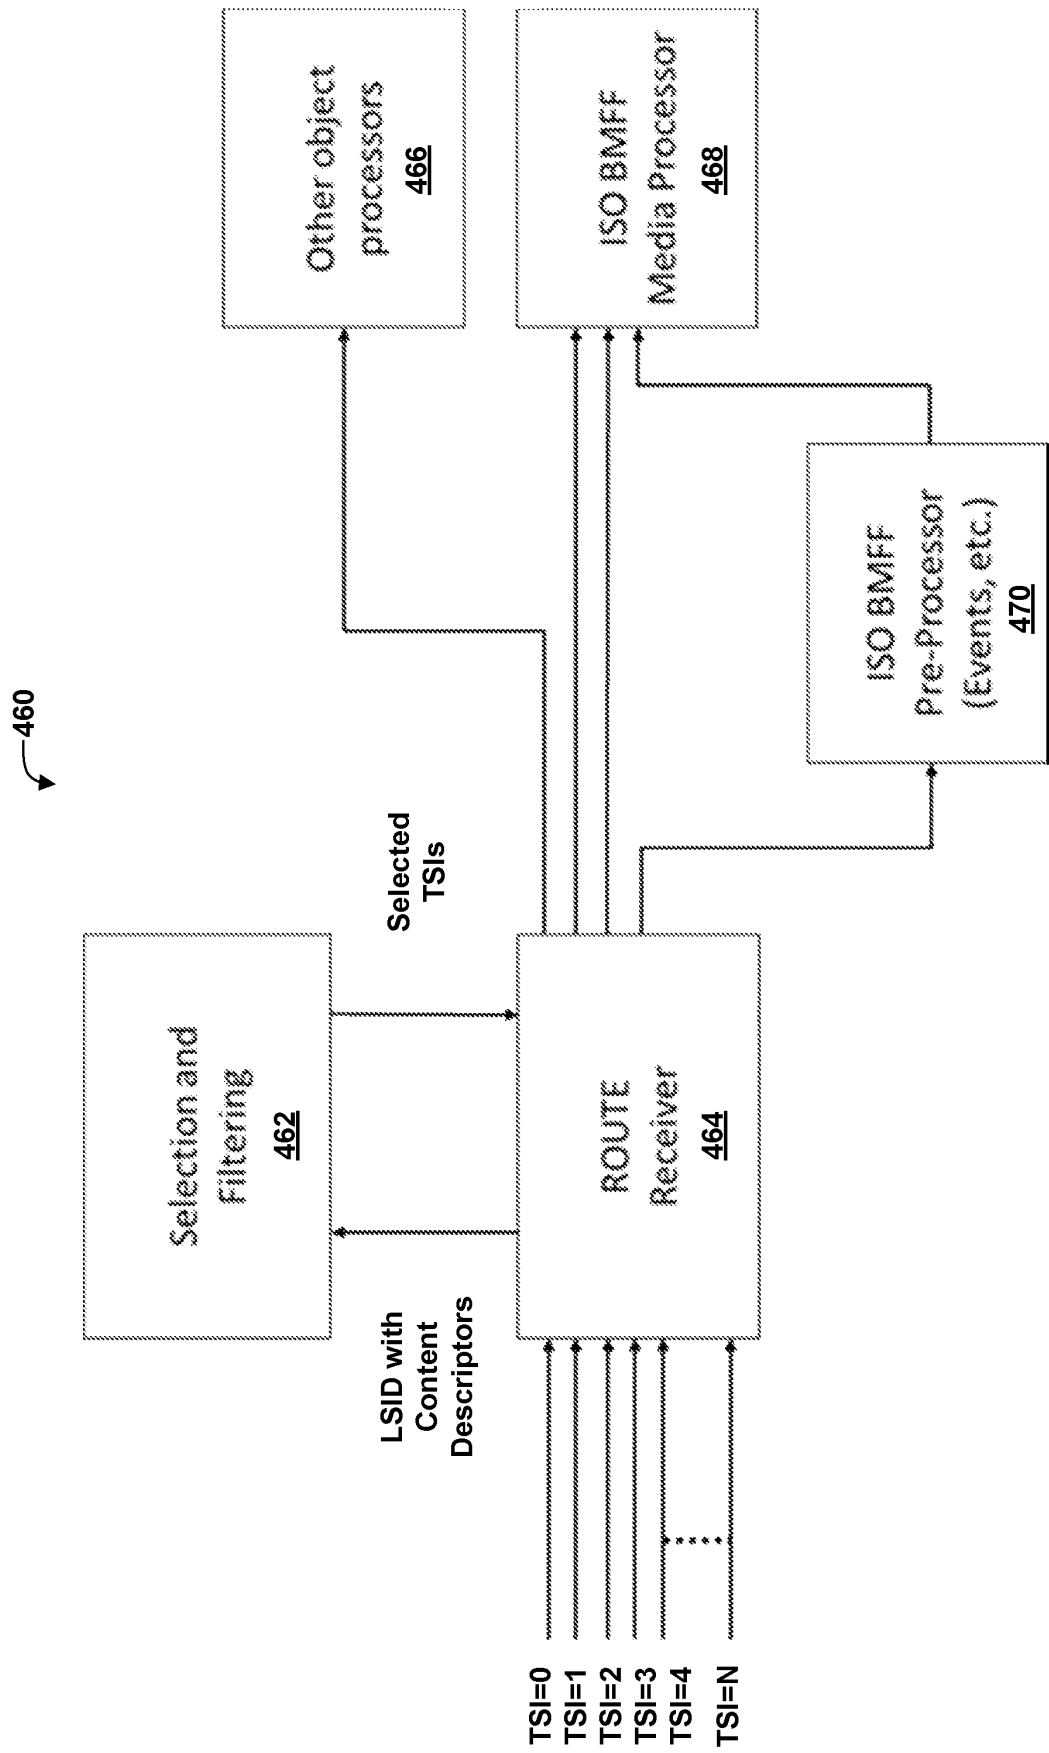 460
Selection and
Filtering
462
LSID with
Content
Descriptors
Selected
TSIs
TSI=0
TSI=1
TSI=2
TSI=3
TSI=4
TSI=N
ROUTE
Receiver
464
Other object
processors
466
ISO BMFF
Media Processor
468
ISO BMFF
Pre-Processor
(Events, etc.)
470